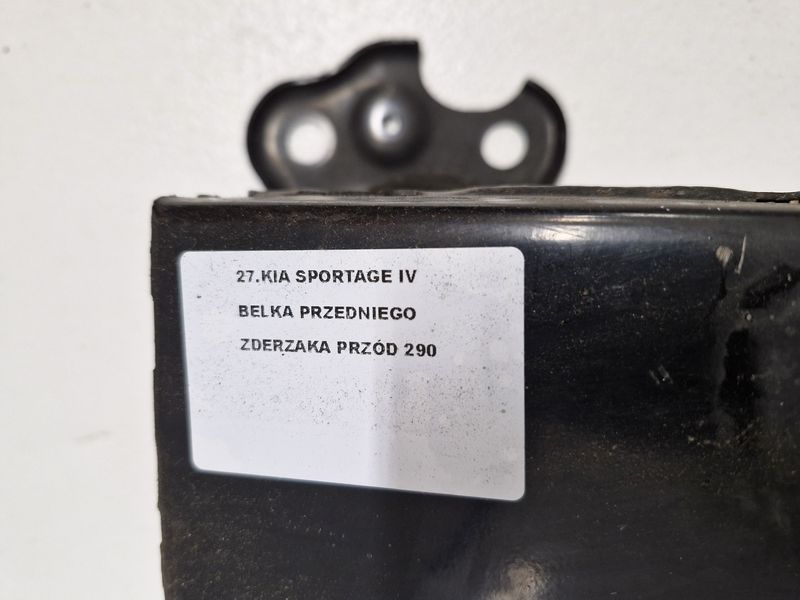 27.KIA SPORTAGE IV
BELKA PRZEDNIEGO
ZDERZAKA PRZÓD 290